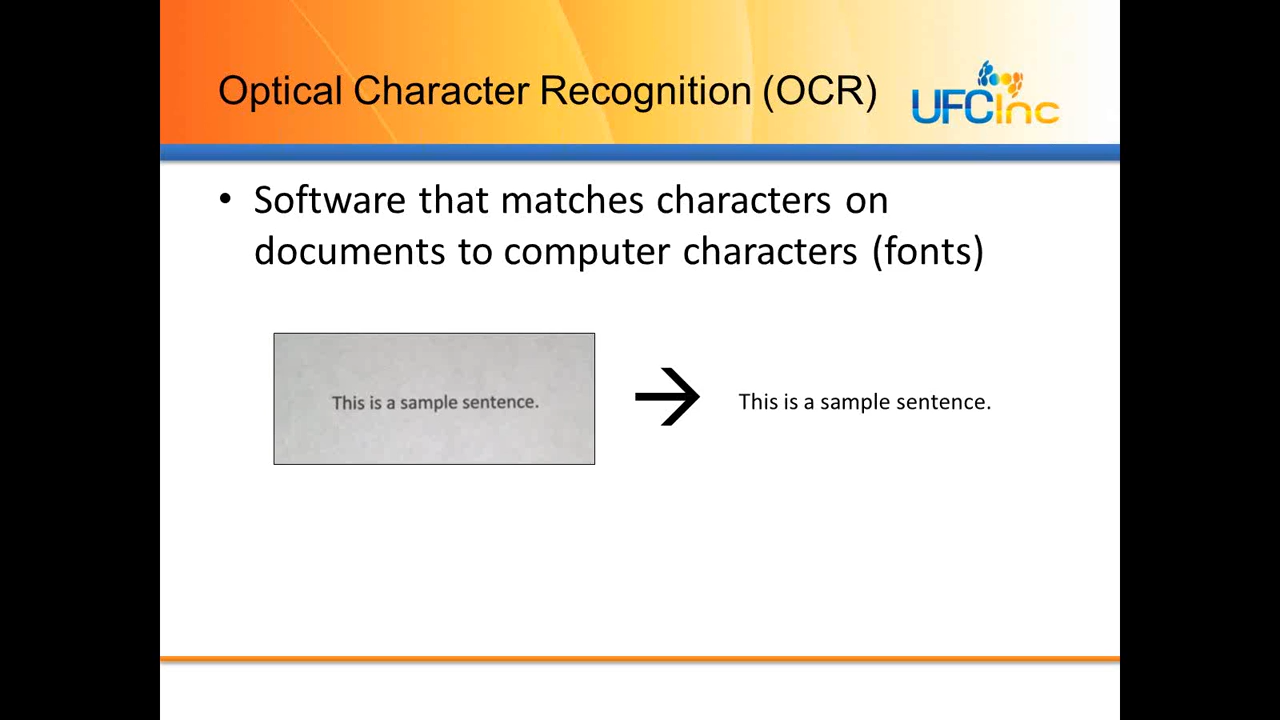 Optical Character Recognition (OCR)
UFCInc
• Software that matches characters on
documents to computer characters (fonts)
This is a sample sentence.
This is a sample sentence.